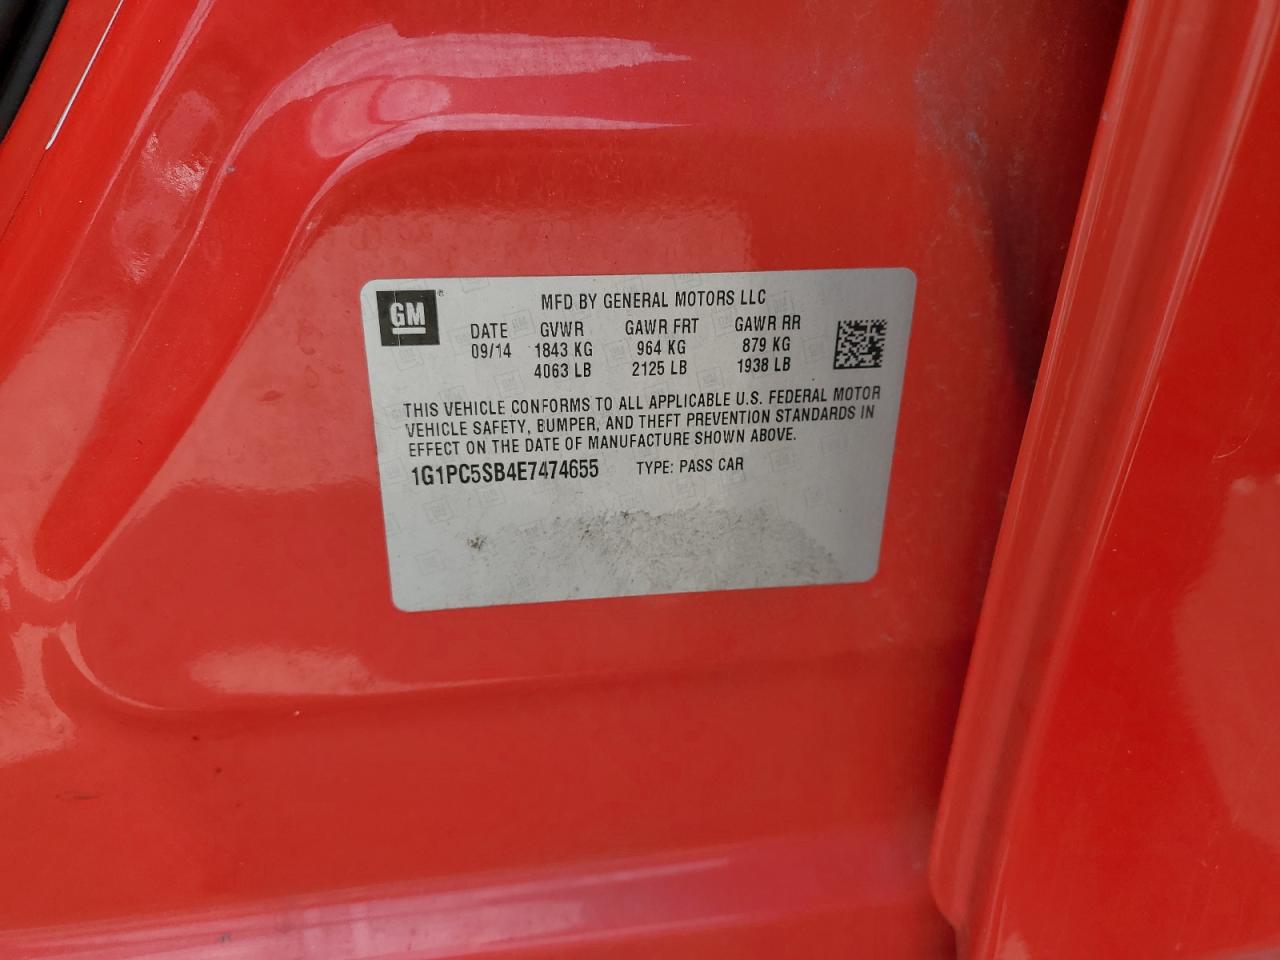 GM
MFD BY GENERAL MOTORS LLC
DATE GVWR GAWR FRT GAWR RR
09/14 1843 KG 964 KG 879 KG
4063 LB 2125 LB 1938 LB
THIS VEHICLE CONFORMS TO ALL APPLICABLE U.S. FEDERAL MOTOR
VEHICLE SAFETY, BUMPER, AND THEFT PREVENTION STANDARDS IN
EFFECT ON THE DATE OF MANUFACTURE SHOWN ABOVE.
1G1PC5SB4E7474655 TYPE: PASS CAR